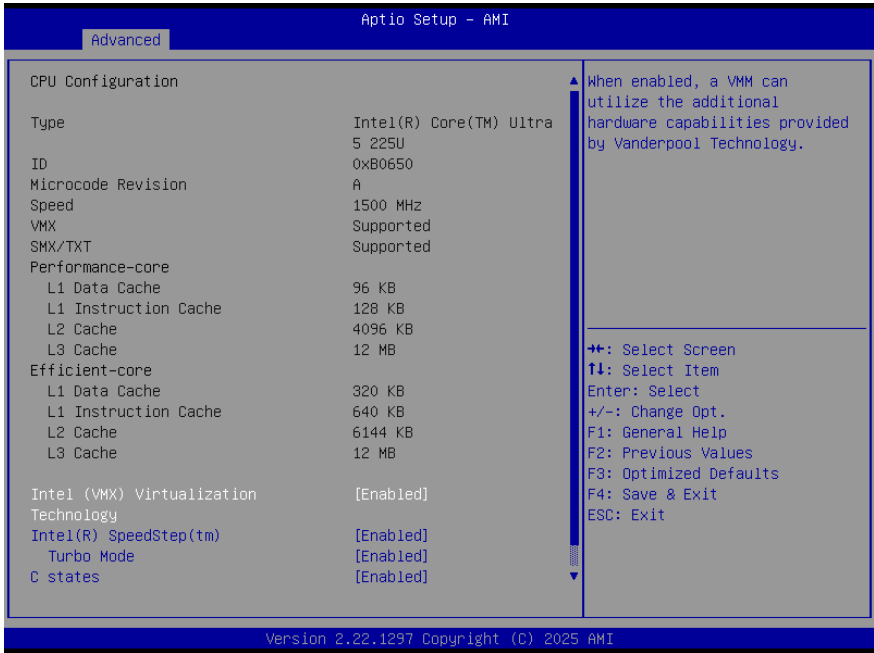 Aptio Setup - AMI
Advanced
CPU Configuration
Type Intel(R) Core(TM) Ultra
5 225U
ID 0xB0650
Microcode Revision A
Speed 1500 MHz
VMX Supported
SMX/TXT Supported
Performance-core
L1 Data Cache 96 KB
L1 Instruction Cache 128 KB
L2 Cache 4096 KB
L3 Cache 12 MB
Efficient-core
L1 Data Cache 320 KB
L1 Instruction Cache 640 KB
L2 Cache 6144 KB
L3 Cache 12 MB
Intel (VMX) Virtualization [Enabled]
Technology
Intel(R) SpeedStep(tm) [Enabled]
Turbo Mode [Enabled]
C states [Enabled]
When enabled, a VMM can
utilize the additional
hardware capabilities provided
by Vanderpool Technology.
→←: Select Screen
↑↓: Select Item
Enter: Select
+/-: Change Opt.
F1: General Help
F2: Previous Values
F3: Optimized Defaults
F4: Save & Exit
ESC: Exit
Version 2.22.1297 Copyright (C) 2025 AMI